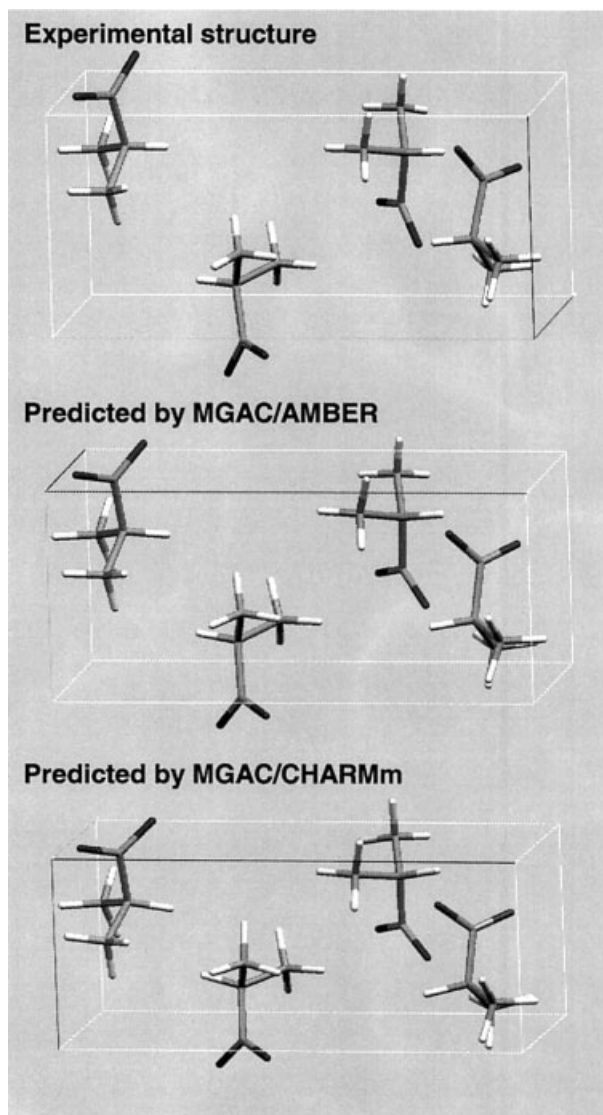 Experimental structure
Predicted by MGAC/AMBER
Predicted by MGAC/CHARMm